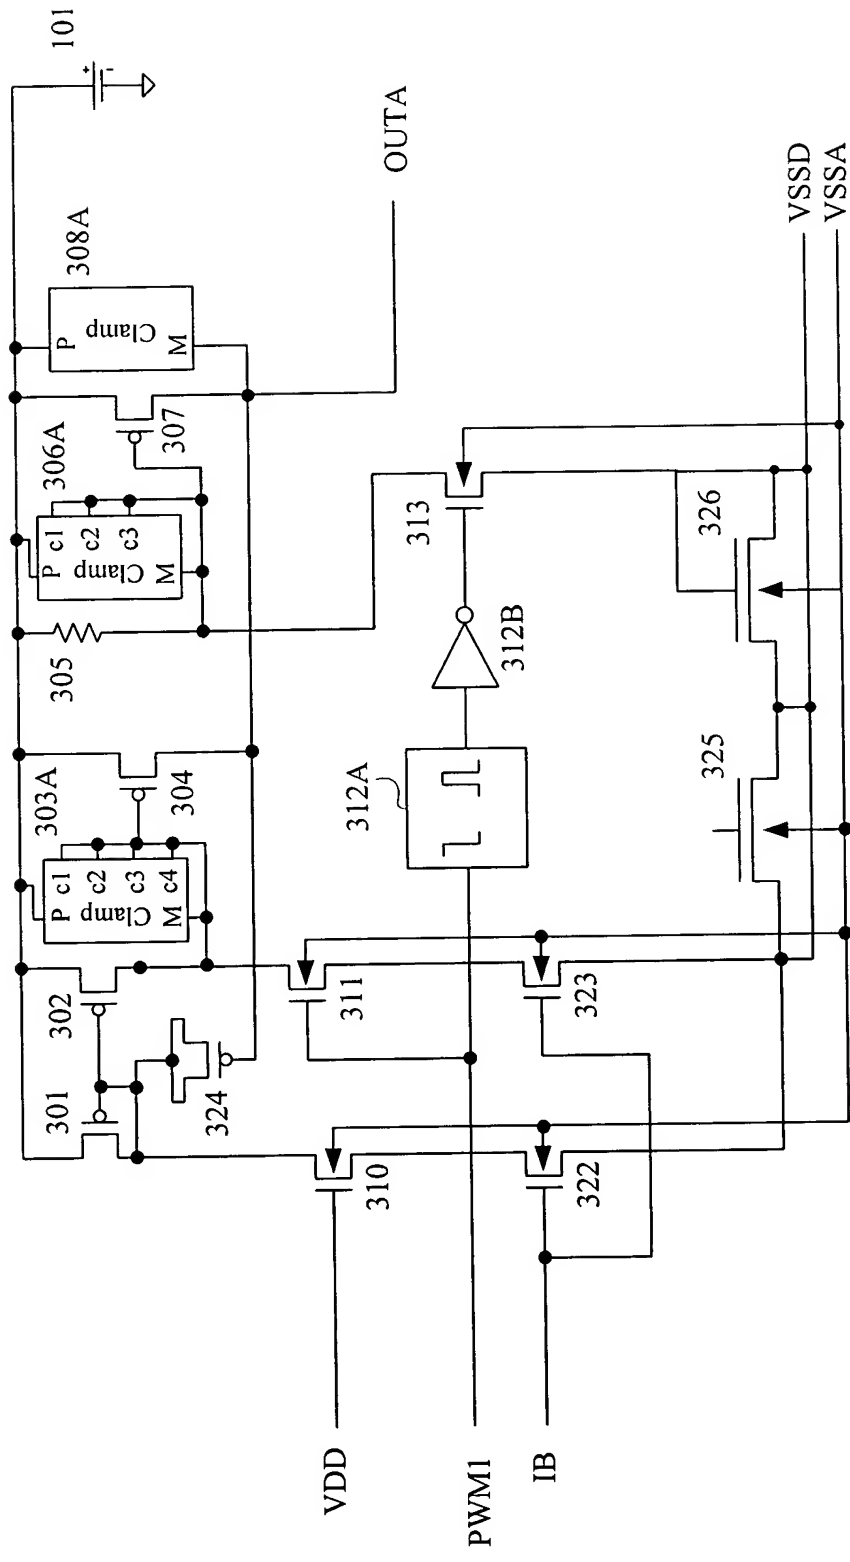 101
+
-
308A
P
Clamp
M
OUTA
307
306A
P
c1
c2
c3
Clamp
M
305
303A
304
P
c1
c2
c3
c4
Clamp
M
302
301
324
313
312B
312A
311
310
323
322
326
325
VSSD
VSSA
VDD
PWM1
IB